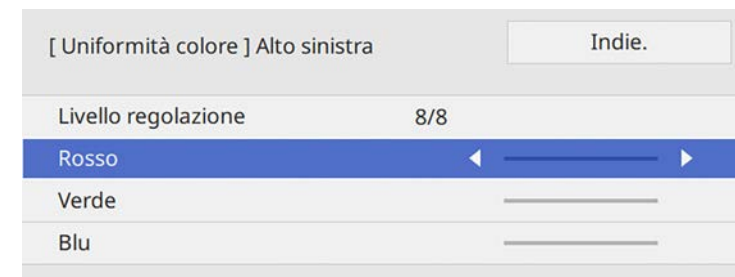 [ Uniformità colore ] Alto sinistra
Indie.
Livello regolazione 8/8
Rosso
Verde
Blu